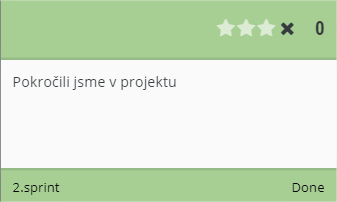 0
Pokročili jsme v projektu
2.sprint Done